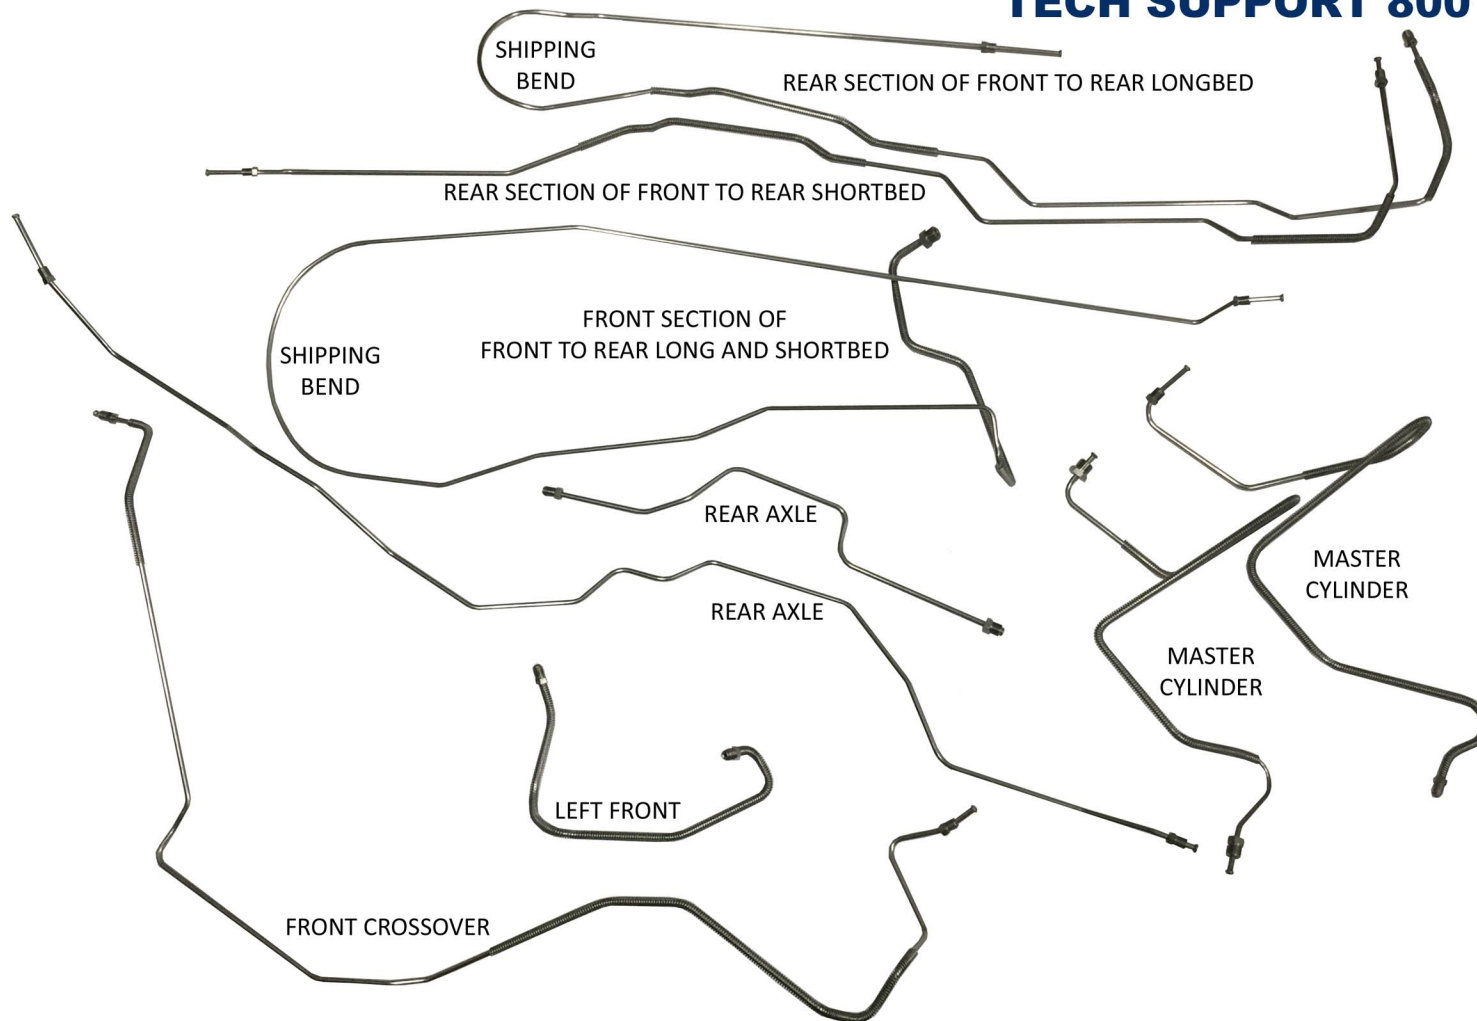 TECH SUPPORT 800
SHIPPING
BEND
REAR SECTION OF FRONT TO REAR LONGBED
REAR SECTION OF FRONT TO REAR SHORTBED
FRONT SECTION OF
FRONT TO REAR LONG AND SHORTBED
SHIPPING
BEND
REAR AXLE
REAR AXLE
MASTER
CYLINDER
MASTER
CYLINDER
LEFT FRONT
FRONT CROSSOVER